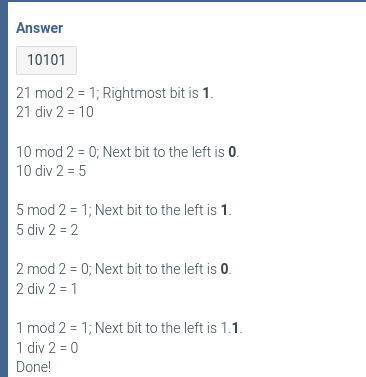 Answer
10101
21 mod 2 = 1; Rightmost bit is 1.
21 div 2 = 10
10 mod 2 = 0; Next bit to the left is 0.
10 div 2 = 5
5 mod 2 = 1; Next bit to the left is 1.
5 div 2 = 2
2 mod 2 = 0; Next bit to the left is 0.
2 div 2 = 1
1 mod 2 = 1; Next bit to the left is 1.1.
1 div 2 = 0
Done!